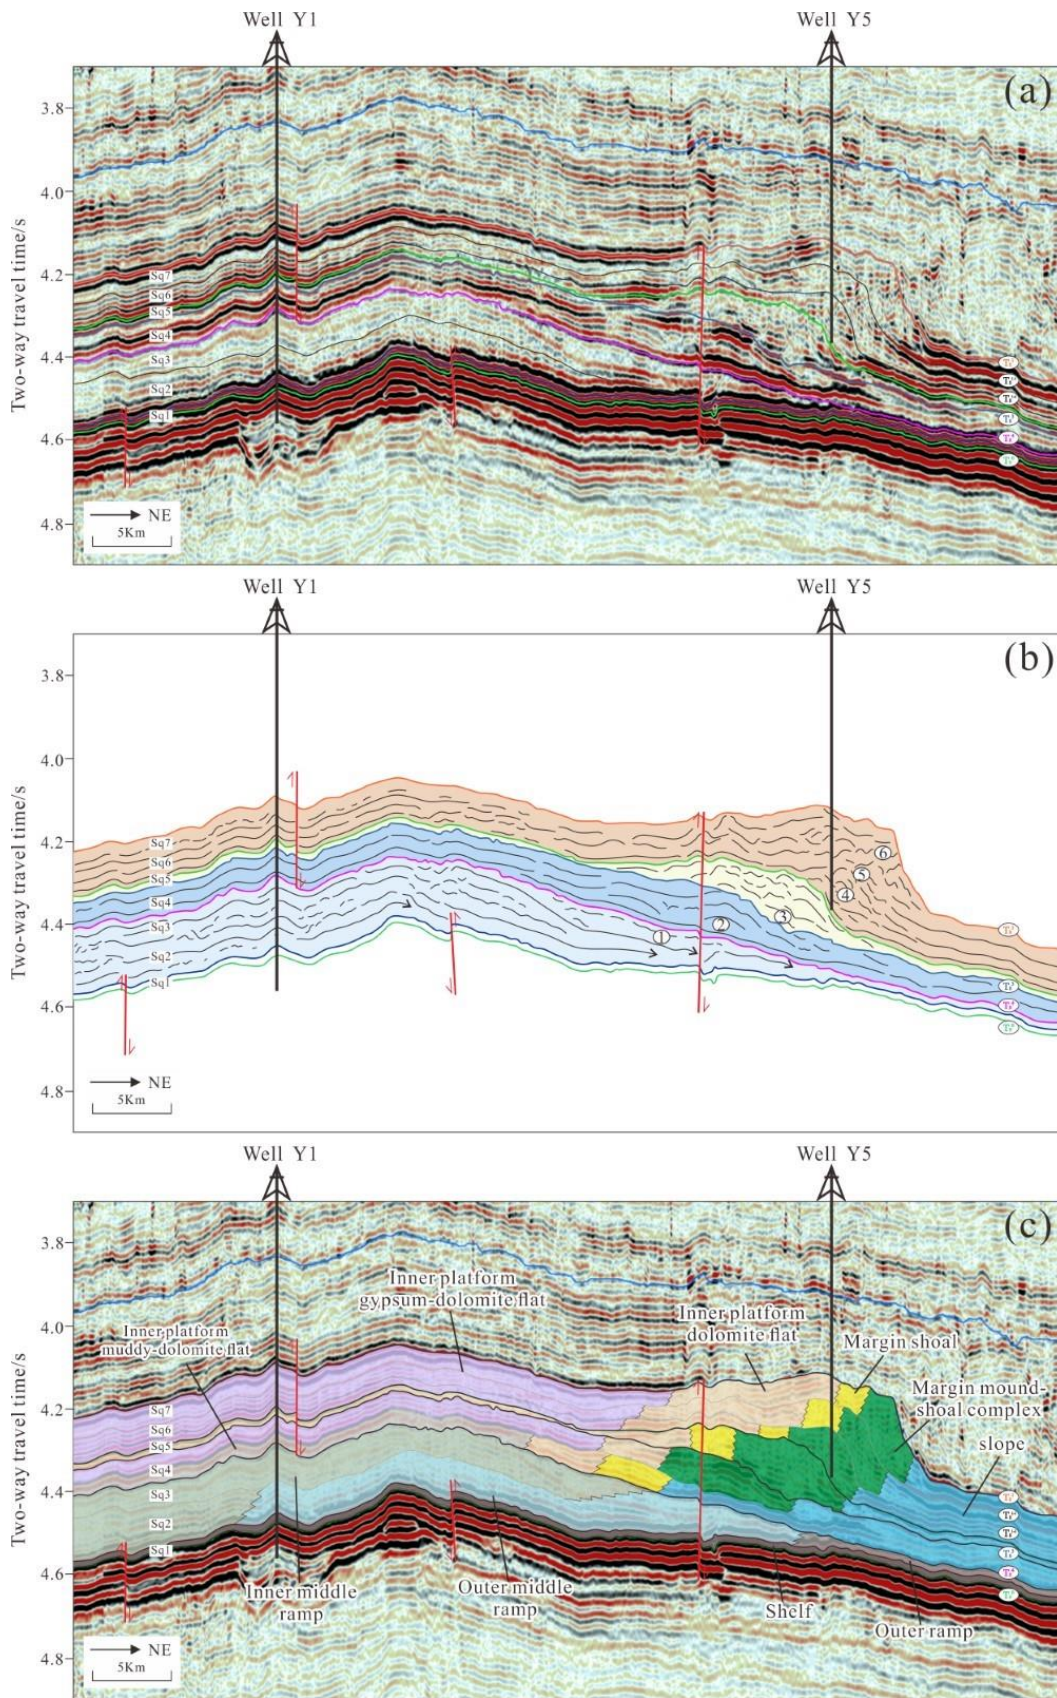 Well Y1
Well Y5
(a)
3.8
4.0
4.2
4.4
4.6
4.8
Two-way travel time/s
Sq7
Sq6
Sq5
Sq4
Sq3
Sq2
Sq1
NE
5Km
Well Y1
Well Y5
(b)
3.8
4.0
4.2
4.4
4.6
4.8
Two-way travel time/s
Sq7
Sq6
Sq5
Sq4
Sq3
Sq2
Sq1
①
②
③
④
⑤
⑥
NE
5Km
Well Y1
Well Y5
(c)
3.8
4.0
4.2
4.4
4.6
4.8
Two-way travel time/s
Inner platform
gypsum-dolomite flat
Inner platform
muddy-dolomite flat
Inner platform
dolomite flat
Margin shoal
Margin mound-
shoal complex
slope
Sq7
Sq6
Sq5
Sq4
Sq3
Sq2
Sq1
Inner middle
ramp
Outer middle
ramp
Shelf
Outer ramp
NE
5Km